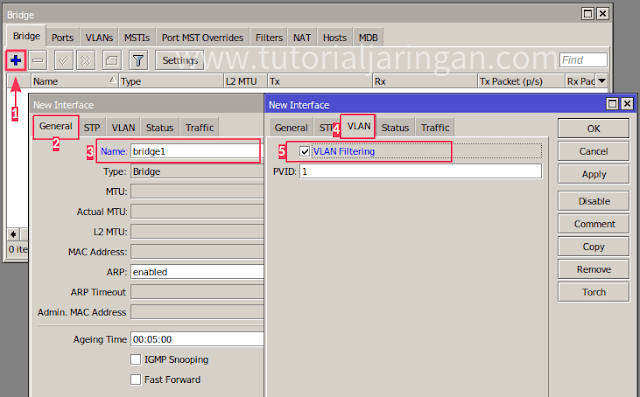 Bridge
Bridge Ports VLANs MSTIs Port MST Overrides Filters NAT Hosts MDB
www.tutorialjaringan.com
Settings
Find
Name Type L2 MTU Tx Rx Tx Packet (p/s) Rx Pac
1
New Interface
General STP VLAN Status Traffic
2
3 Name: bridge1
Type: Bridge
MTU:
Actual MTU:
L2 MTU:
MAC Address:
ARP: enabled
ARP Timeout
Admin. MAC Address
Ageing Time 00:05:00
IGMP Snooping
Fast Forward
0 ite
New Interface
General ST 4 VLAN Status Traffic
5 VLAN Filtering
PVID: 1
OK
Cancel
Apply
Disable
Comment
Copy
Remove
Torch